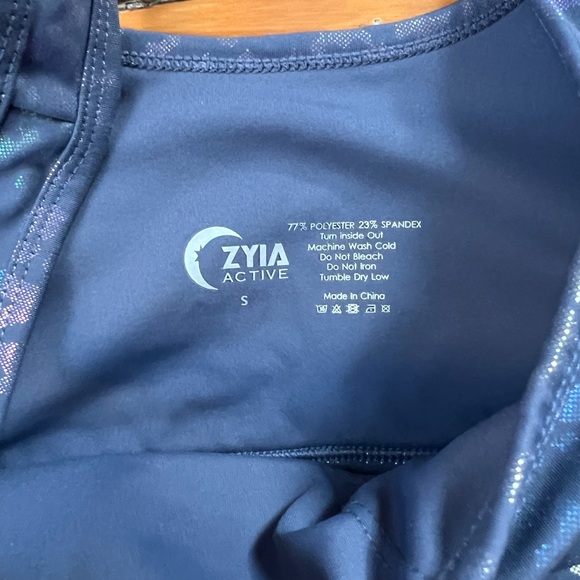 ZYIA
ACTIVE
S
77% POLYESTER 23% SPANDEX
Turn inside Out
Machine Wash Cold
Do Not Bleach
Do Not Iron
Tumble Dry Low
Made In China